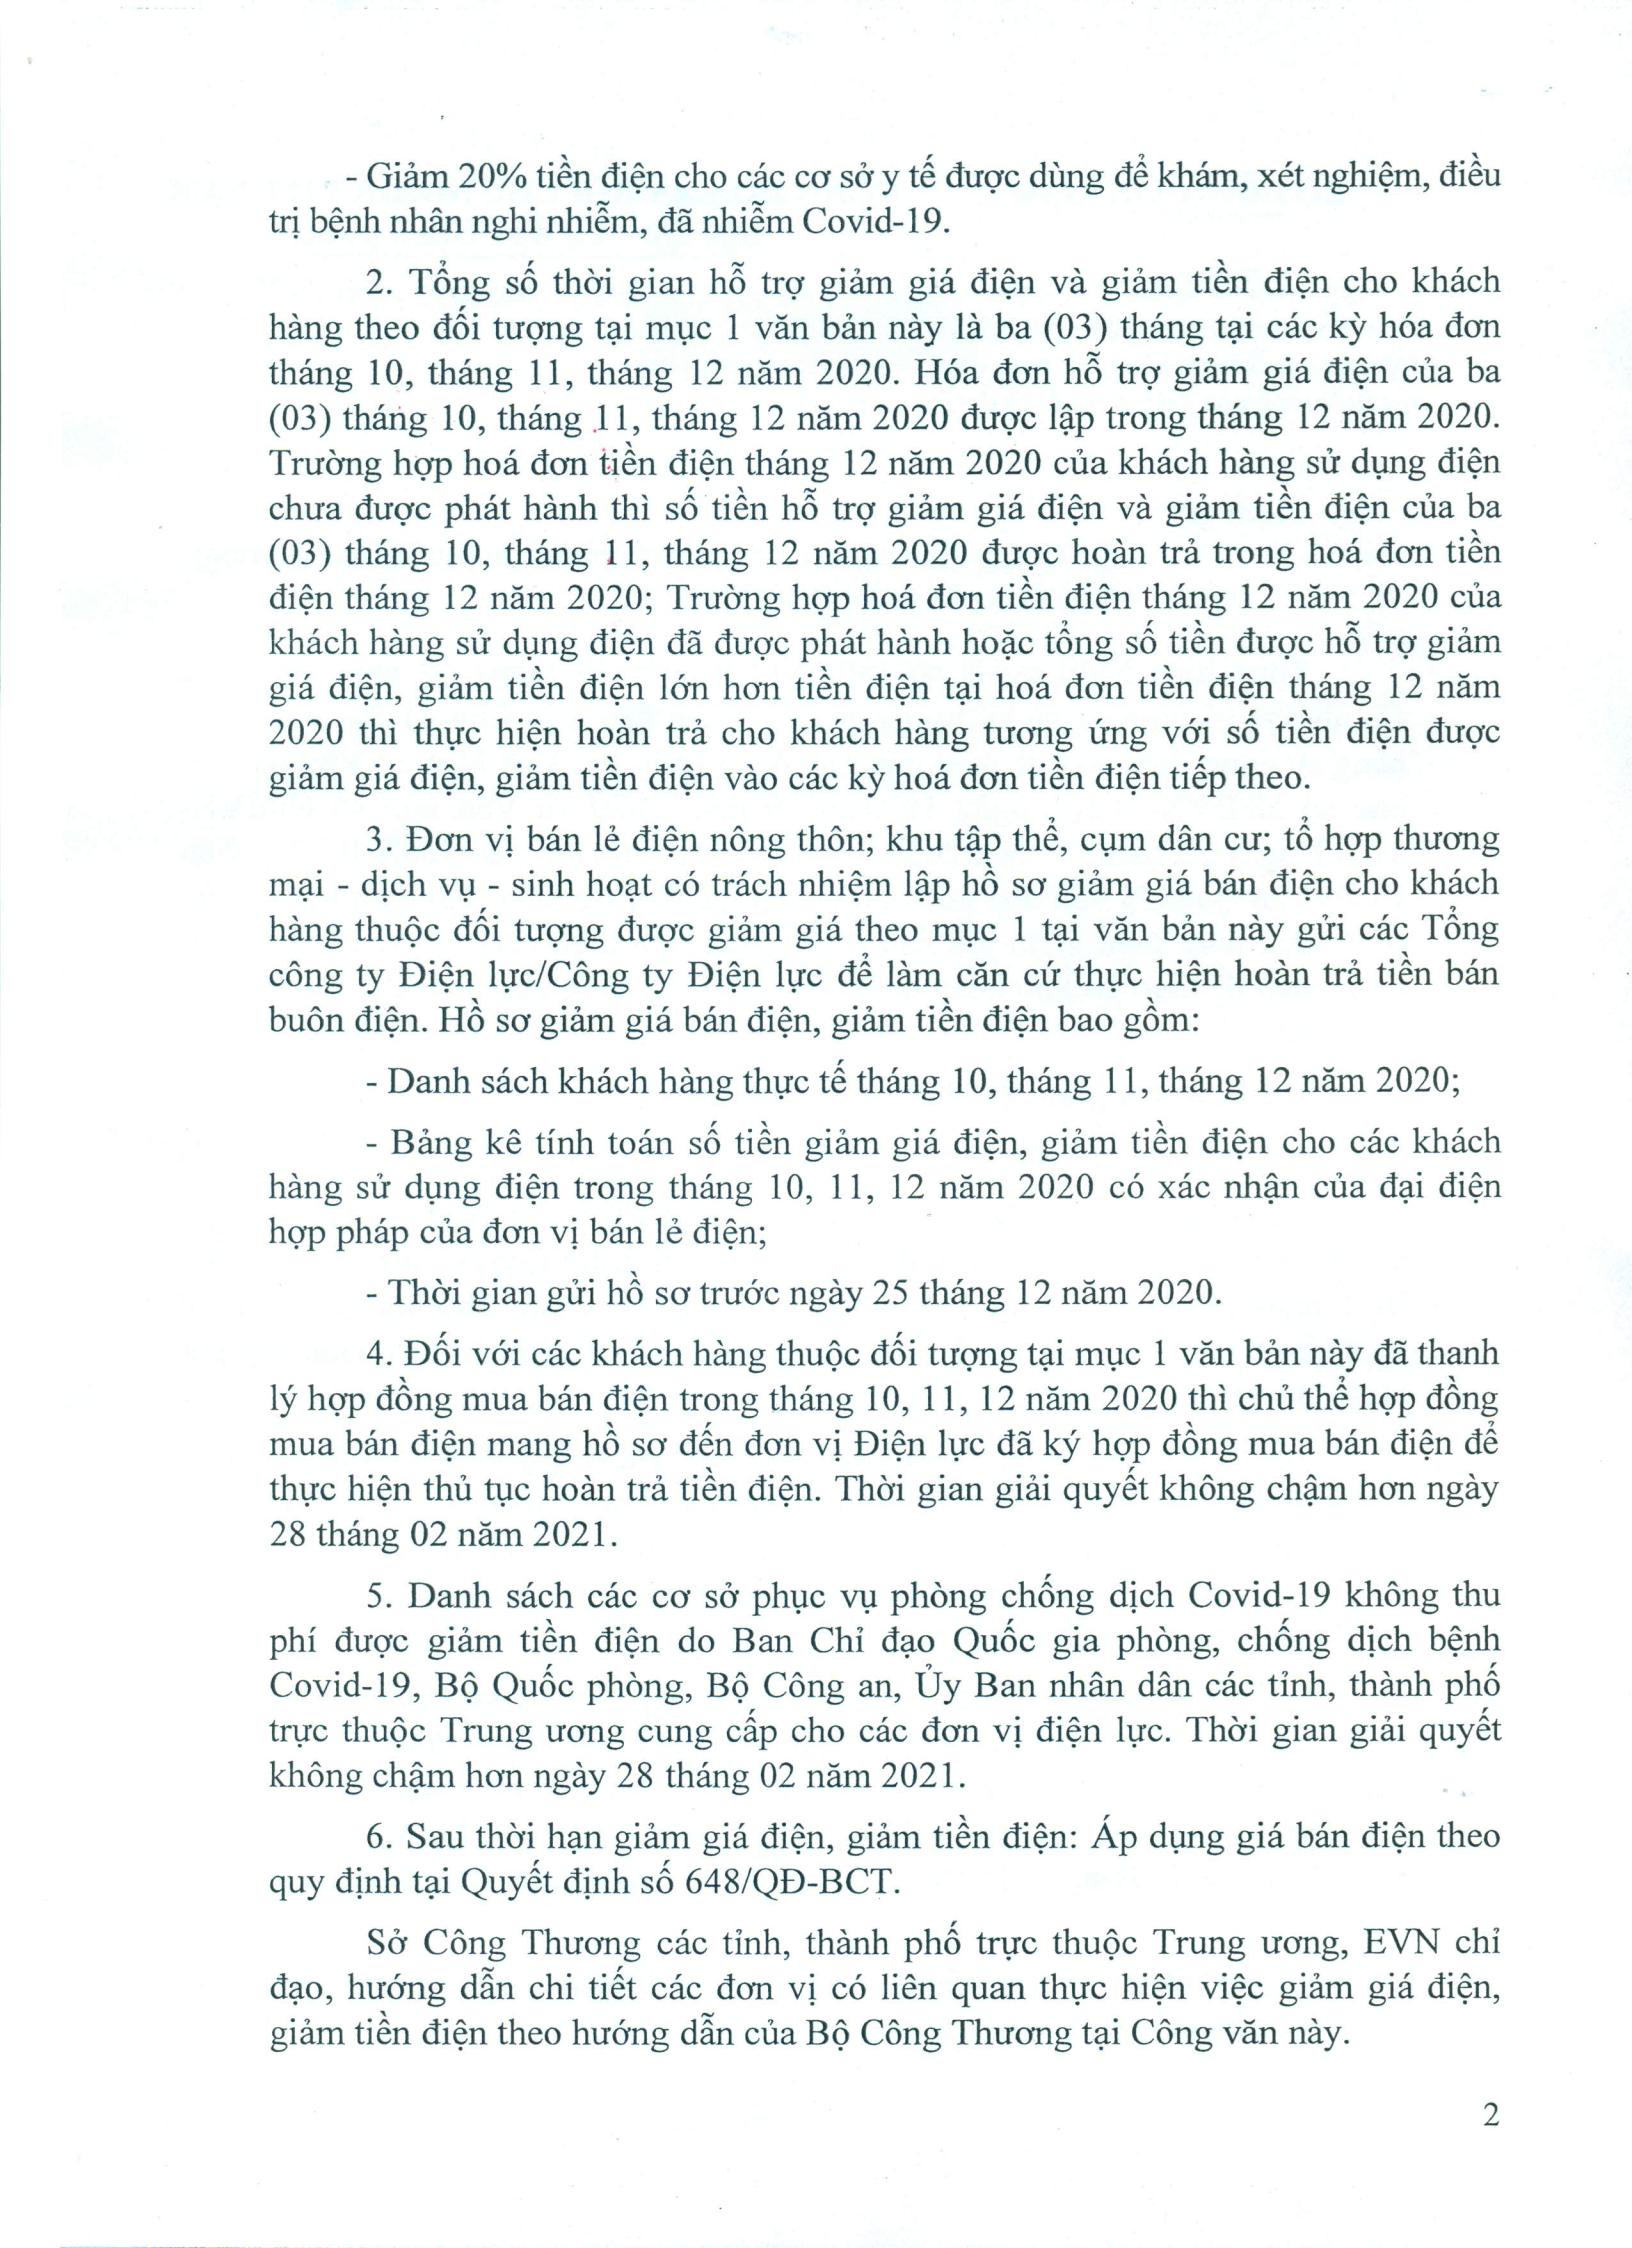 - Giảm 20% tiền điện cho các cơ sở y tế được dùng để khám, xét nghiệm, điều
trị bệnh nhân nghi nhiễm, đã nhiễm Covid-19.
2. Tổng số thời gian hỗ trợ giảm giá điện và giảm tiền điện cho khách
hàng theo đối tượng tại mục 1 văn bản này là ba (03) tháng tại các kỳ hóa đơn
tháng 10, tháng 11, tháng 12 năm 2020. Hóa đơn hỗ trợ giảm giá điện của ba
(03) tháng 10, tháng 11, tháng 12 năm 2020 được lập trong tháng 12 năm 2020.
Trường hợp hoá đơn tiền điện tháng 12 năm 2020 của khách hàng sử dụng điện
chưa được phát hành thì số tiền hỗ trợ giảm giá điện và giảm tiền điện của ba
(03) tháng 10, tháng 11, tháng 12 năm 2020 được hoàn trả trong hoá đơn tiền
điện tháng 12 năm 2020; Trường hợp hoá đơn tiền điện tháng 12 năm 2020 của
khách hàng sử dụng điện đã được phát hành hoặc tổng số tiền được hỗ trợ giảm
giá điện, giảm tiền điện lớn hơn tiền điện tại hoá đơn tiền điện tháng 12 năm
2020 thì thực hiện hoàn trả cho khách hàng tương ứng với số tiền điện được
giảm giá điện, giảm tiền điện vào các kỳ hoá đơn tiền điện tiếp theo.
3. Đơn vị bán lẻ điện nông thôn; khu tập thể, cụm dân cư; tổ hợp thương
mại - dịch vụ - sinh hoạt có trách nhiệm lập hồ sơ giảm giá bán điện cho khách
hàng thuộc đối tượng được giảm giá theo mục 1 tại văn bản này gửi các Tổng
công ty Điện lực/Công ty Điện lực để làm căn cứ thực hiện hoàn trả tiền bán
buôn điện. Hồ sơ giảm giá bán điện, giảm tiền điện bao gồm:
- Danh sách khách hàng thực tế tháng 10, tháng 11, tháng 12 năm 2020;
- Bảng kê tính toán số tiền giảm giá điện, giảm tiền điện cho các khách
hàng sử dụng điện trong tháng 10, 11, 12 năm 2020 có xác nhận của đại điện
hợp pháp của đơn vị bán lẻ điện;
- Thời gian gửi hồ sơ trước ngày 25 tháng 12 năm 2020.
4. Đối với các khách hàng thuộc đối tượng tại mục 1 văn bản này đã thanh
lý hợp đồng mua bán điện trong tháng 10, 11, 12 năm 2020 thì chủ thể hợp đồng
mua bán điện mang hồ sơ đến đơn vị Điện lực đã ký hợp đồng mua bán điện để
thực hiện thủ tục hoàn trả tiền điện. Thời gian giải quyết không chậm hơn ngày
28 tháng 02 năm 2021.
5. Danh sách các cơ sở phục vụ phòng chống dịch Covid-19 không thu
phí được giảm tiền điện do Ban Chỉ đạo Quốc gia phòng, chống dịch bệnh
Covid-19, Bộ Quốc phòng, Bộ Công an, Ủy Ban nhân dân các tỉnh, thành phố
trực thuộc Trung ương cung cấp cho các đơn vị điện lực. Thời gian giải quyết
không chậm hơn ngày 28 tháng 02 năm 2021.
6. Sau thời hạn giảm giá điện, giảm tiền điện: Áp dụng giá bán điện theo
quy định tại Quyết định số 648/QĐ-BCT.
Sở Công Thương các tỉnh, thành phố trực thuộc Trung ương, EVN chỉ
đạo, hướng dẫn chi tiết các đơn vị có liên quan thực hiện việc giảm giá điện,
giảm tiền điện theo hướng dẫn của Bộ Công Thương tại Công văn này.
2